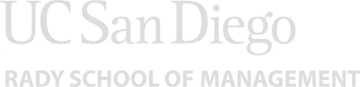 UC San Diego
RADY SCHOOL OF MANAGEMENT